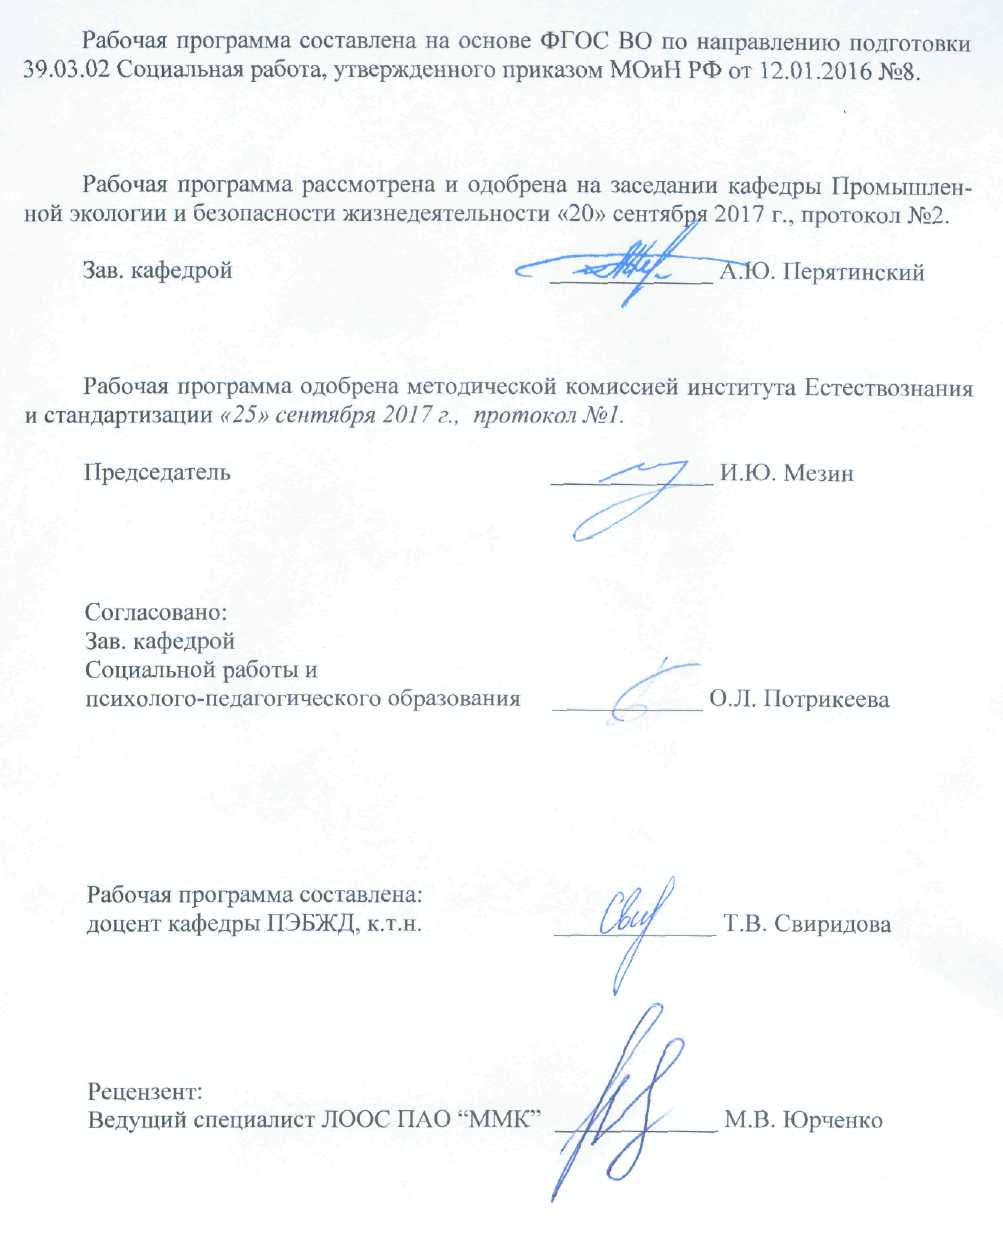 Рабочая программа составлена на основе ФГОС ВО по направлению подготовки
39.03.02 Социальная работа, утвержденного приказом МОиН РФ от 12.01.2016 №8.
Рабочая программа рассмотрена и одобрена на заседании кафедры Промышлен-
ной экологии и безопасности жизнедеятельности «20» сентября 2017 г., протокол №2.
Зав. кафедрой А.Ю. Перятинский
Рабочая программа одобрена методической комиссией института Естествознания
и стандартизации «25» сентября 2017 г., протокол №1.
Председатель И.Ю. Мезин
Согласовано:
Зав. кафедрой
Социальной работы и
психолого-педагогического образования О.Л. Потрикеева
Рабочая программа составлена:
доцент кафедры ПЭБЖД, к.т.н. Т.В. Свиридова
Рецензент:
Ведущий специалист ЛООС ПАО “ММК” М.В. Юрченко